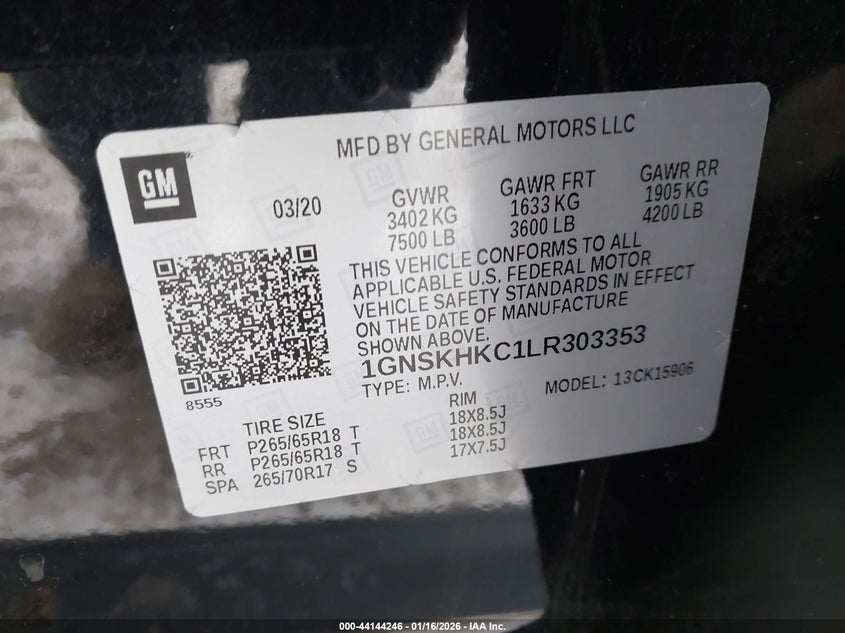 MFD BY GENERAL MOTORS LLC
GM
03/20
GVWR
3402 KG
7500 LB
GAWR FRT
1633 KG
3600 LB
GAWR RR
1905 KG
4200 LB
THIS VEHICLE CONFORMS TO ALL
APPLICABLE U.S. FEDERAL MOTOR
VEHICLE SAFETY STANDARDS IN EFFECT
ON THE DATE OF MANUFACTURE
SHOWN ABOVE.
1GNSKHKC1LR303353
TYPE: M.P.V.
MODEL: 13CK15906
8555
TIRE SIZE
RIM
FRT P265/65R18 T 18X8.5J
RR P265/65R18 T 18X8.5J
SPA 265/70R17 S 17X7.5J
000-44144246 - 01/16/2026 - IAA Inc.